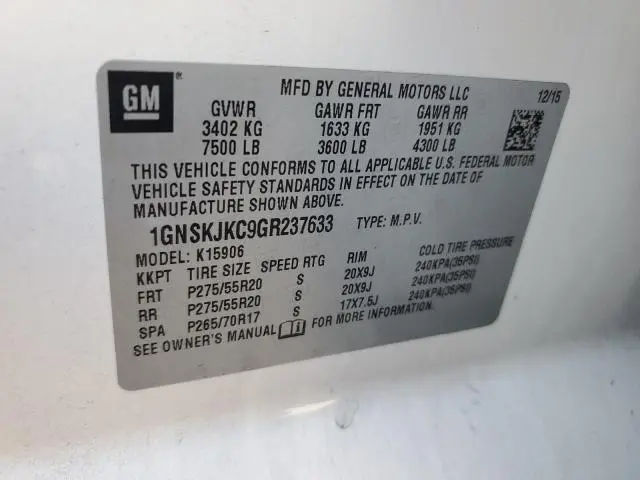 GM ®
MFD BY GENERAL MOTORS LLC 12/15
GVWR GAWR FRT GAWR RR
3402 KG 1633 KG 1951 KG
7500 LB 3600 LB 4300 LB
THIS VEHICLE CONFORMS TO ALL APPLICABLE U.S. FEDERAL MOTOR
VEHICLE SAFETY STANDARDS IN EFFECT ON THE DATE OF
MANUFACTURE SHOWN ABOVE.
1GNSKJKC9GR237633 TYPE: M.P.V.
MODEL: K15906
KKPT TIRE SIZE SPEED RTG RIM COLD TIRE PRESSURE
FRT P275/55R20 S 20X9J 240KPA(35PSI)
RR P275/55R20 S 20X9J 240KPA(35PSI)
SPA P265/70R17 S 17X7.5J 240KPA(35PSI)
SEE OWNER'S MANUAL FOR MORE INFORMATION.